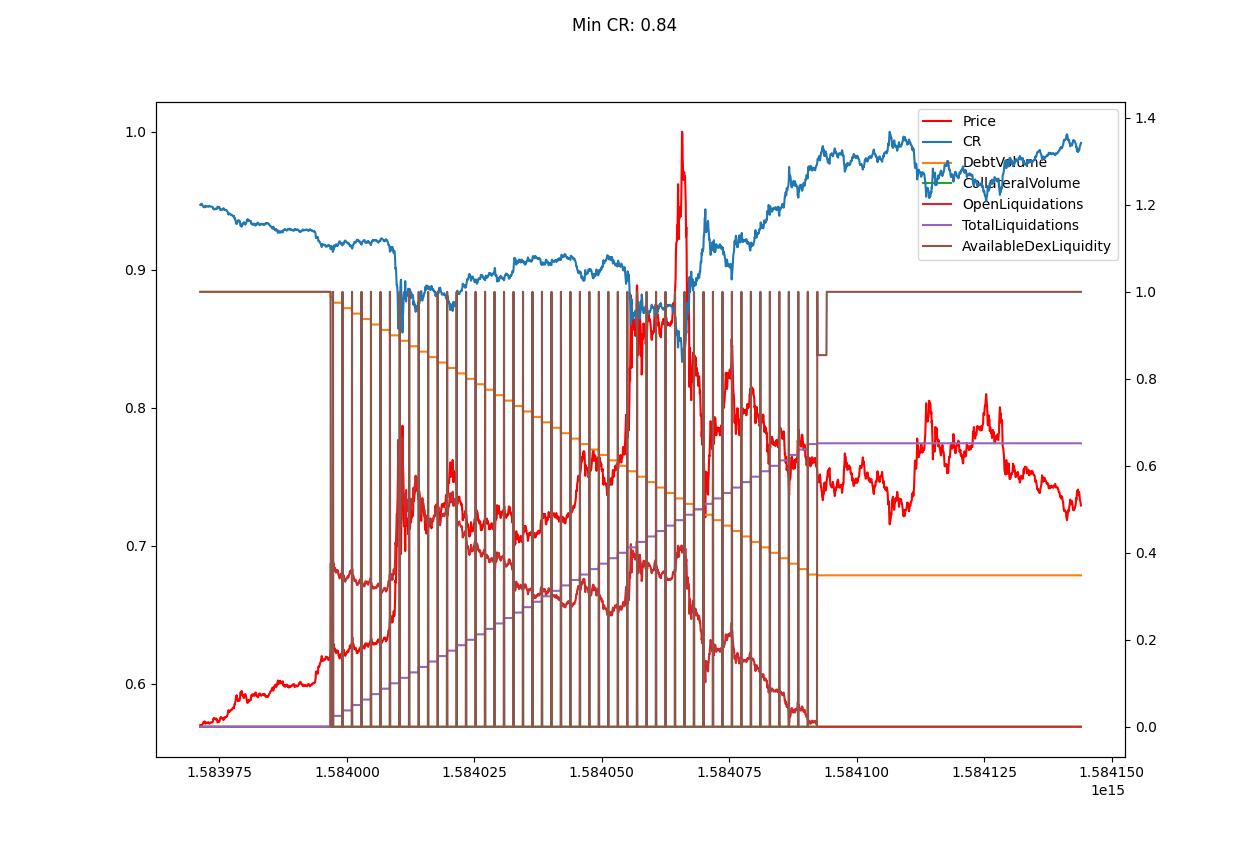 Min CR: 0.84
1.0
0.9
0.8
0.7
0.6
1.4
1.2
1.0
0.8
0.6
0.4
0.2
0.0
Price
CR
DebtVolume
CollateralVolume
OpenLiquidations
TotalLiquidations
AvailableDexLiquidity
1.583975 1.584000 1.584025 1.584050 1.584075 1.584100 1.584125 1.584150
1e15